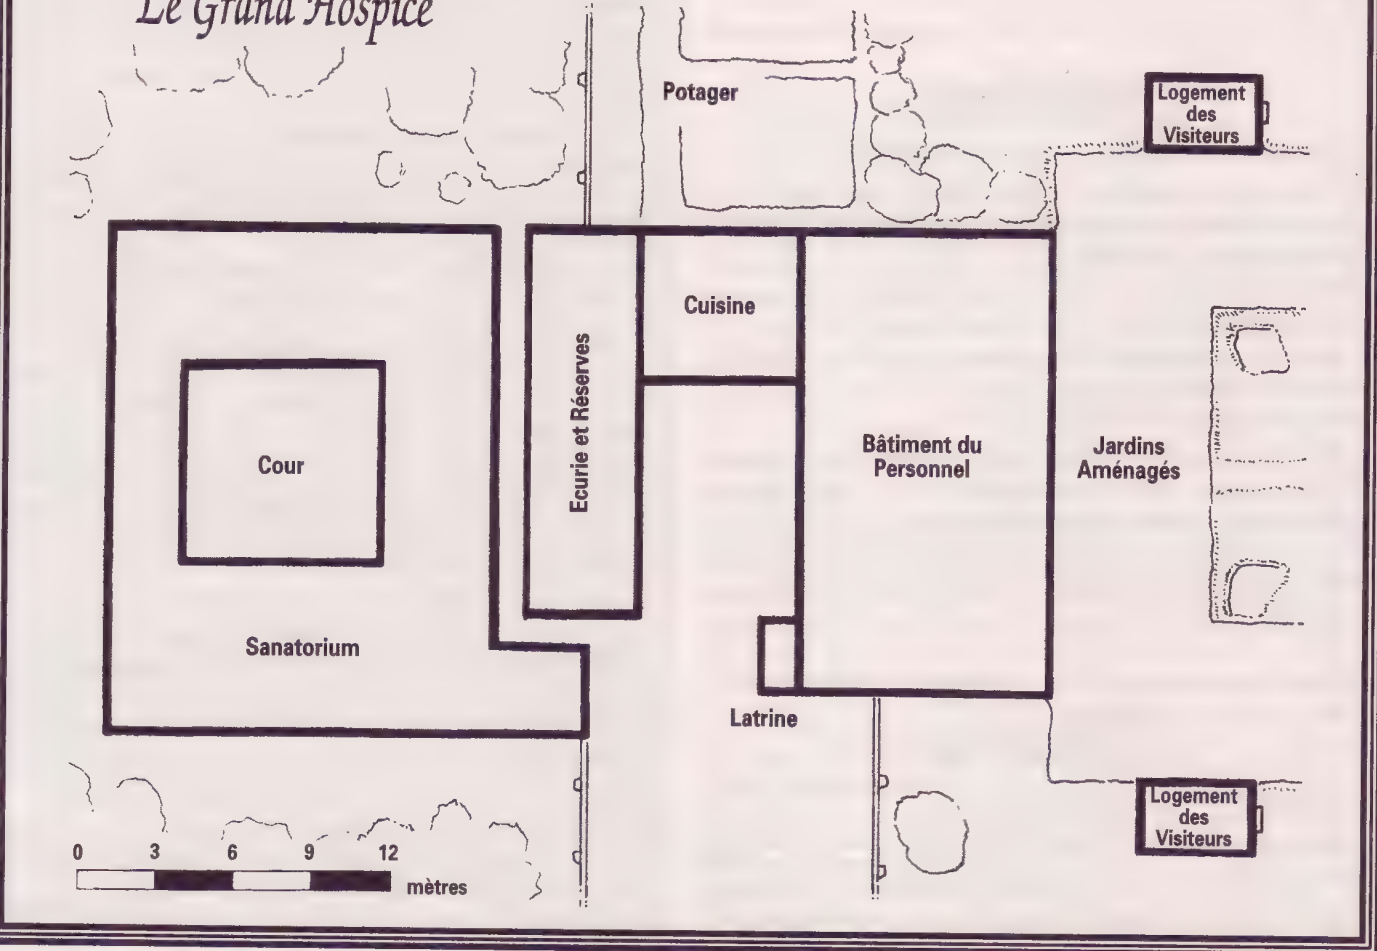 Le Grand Hospice
Potager
Logement
des
Visiteurs
Cuisine
Ecurie et Réserves
Cour
Bâtiment du
Personnel
Jardins
Aménagés
Sanatorium
Latrine
Logement
des
Visiteurs
0 3 6 9 12
mètres